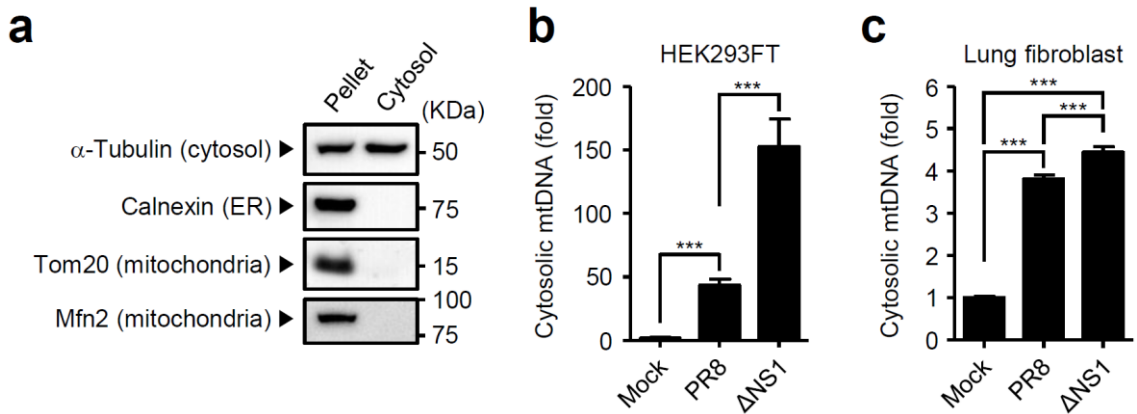 a
Pellet
Cytosol
(KDa)
α-Tubulin (cytosol)
50
Calnexin (ER)
75
Tom20 (mitochondria)
15
Mfn2 (mitochondria)
100
75
b
HEK293FT
Cytosolic mtDNA (fold)
200
150
100
50
0
***
***
Mock
PR8
ΔNS1
c
Lung fibroblast
Cytosolic mtDNA (fold)
6
5
4
3
2
1
0
***
***
***
Mock
PR8
ΔNS1